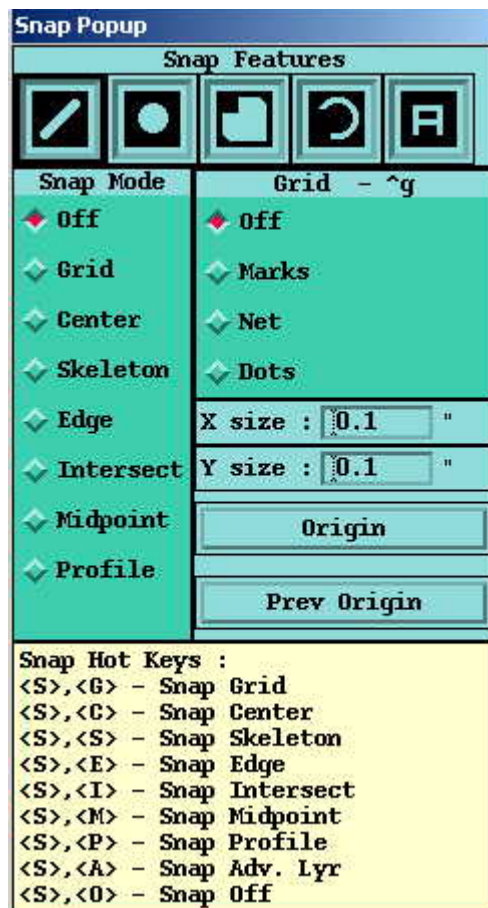 Snap Popup
Snap Features
A
Snap Mode
Off
Grid
Center
Skeleton
Edge
Intersect
Midpoint
Profile
Grid - ^g
Off
Marks
Net
Dots
X size : 0.1 "
Y size : 0.1 "
Origin
Prev Origin
Snap Hot Keys :
<S>,<G> - Snap Grid
<S>,<C> - Snap Center
<S>,<S> - Snap Skeleton
<S>,<E> - Snap Edge
<S>,<I> - Snap Intersect
<S>,<M> - Snap Midpoint
<S>,<P> - Snap Profile
<S>,<A> - Snap Adv. Lyr
<S>,<O> - Snap Off